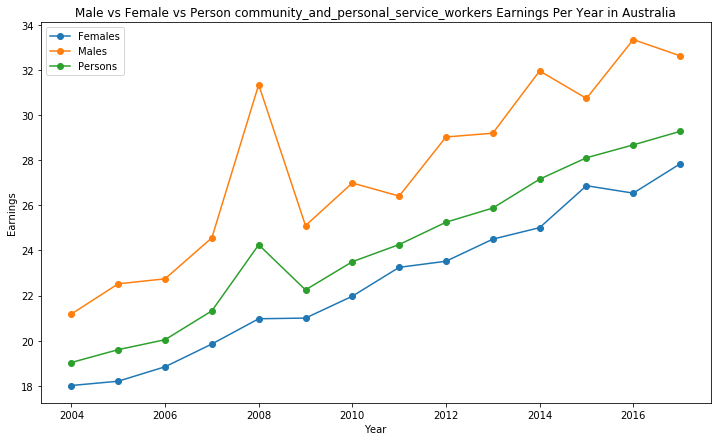 Male vs Female vs Person community_and_personal_service_workers Earnings Per Year in Australia
Females
Males
Persons
Earnings
34
32
30
28
26
24
22
20
18
2004
2006
2008
2010
2012
2014
2016
Year